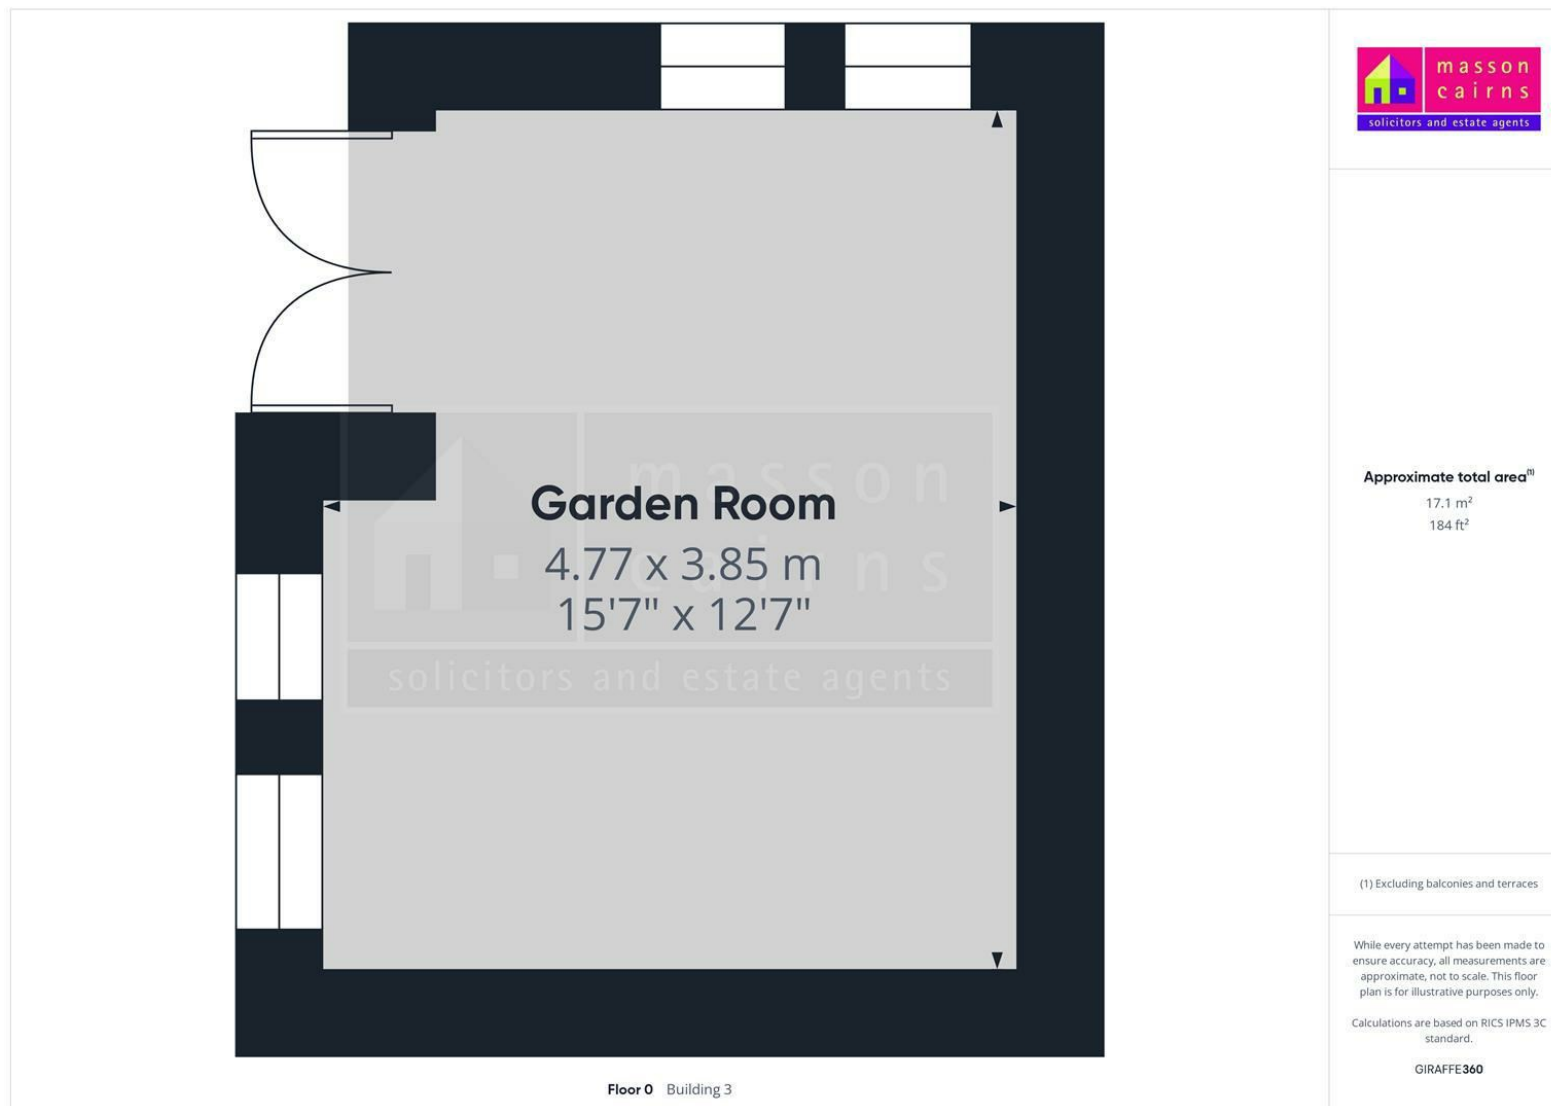 masson
cairns
solicitors and estate agents
masson
cairns
solicitors and estate agents
Garden Room
4.77 x 3.85 m
15'7" x 12'7"
Approximate total area(1)
17.1 m²
184 ft²
(1) Excluding balconies and terraces
While every attempt has been made to
ensure accuracy, all measurements are
approximate, not to scale. This floor
plan is for illustrative purposes only.
Calculations are based on RICS IPMS 3C
standard.
GIRAFFE360
Floor 0 Building 3